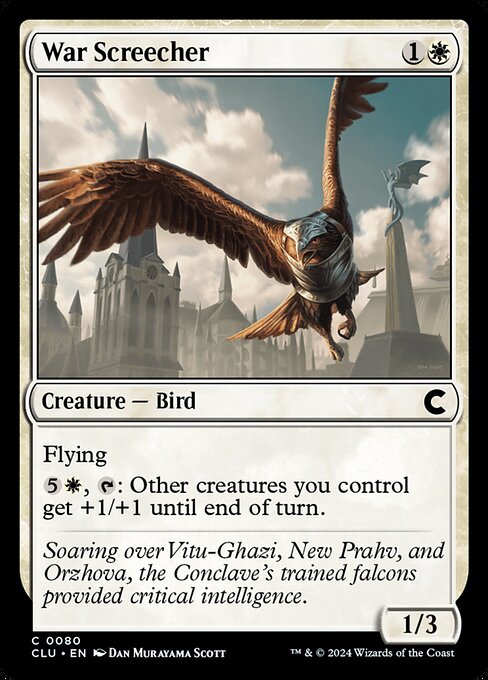 War Screecher 1
Creature — Bird
Flying
5, : Other creatures you control
get +1/+1 until end of turn.
Soaring over Vitu-Ghazi, New Prahv, and
Orzhova, the Conclave's trained falcons
provided critical intelligence.
1/3
C 0080
CLU • EN Dan Murayama Scott
™ & © 2024 Wizards of the Coast